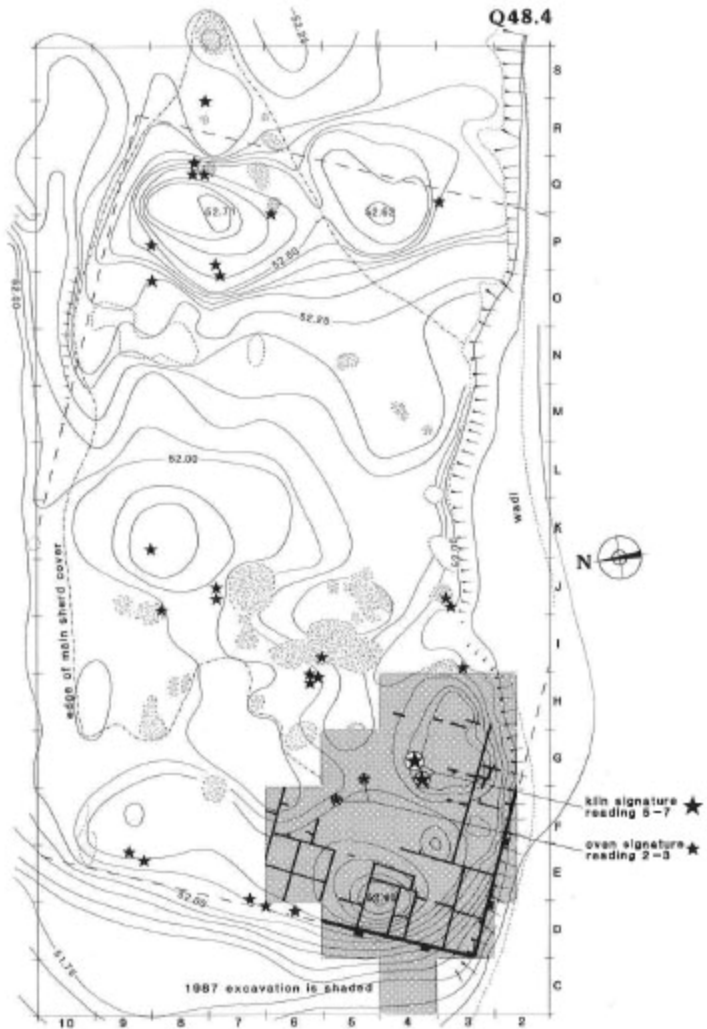 Q48.4
S
R
Q
P
O
N
M
L
K
J
I
H
G
F
E
D
C
52.25
52.71
52.63
52.50
52.25
52.00
52.00
edge of main sherd cover
wadi
N
kiln signature
reading 5-7
oven signature
reading 2-3
52.00
51.75
1987 excavation is shaded
10 9 8 7 6 5 4 3 2